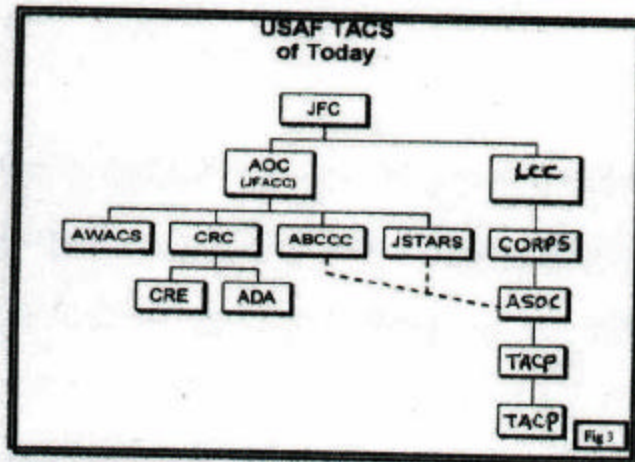 USAF TACS
of Today
JFC
AOC
(JFACC)
LCC
AWACS
CRC
ABCCC
JSTARS
CORPS
CRE
ADA
ASOC
TACP
TACP
Fig 3